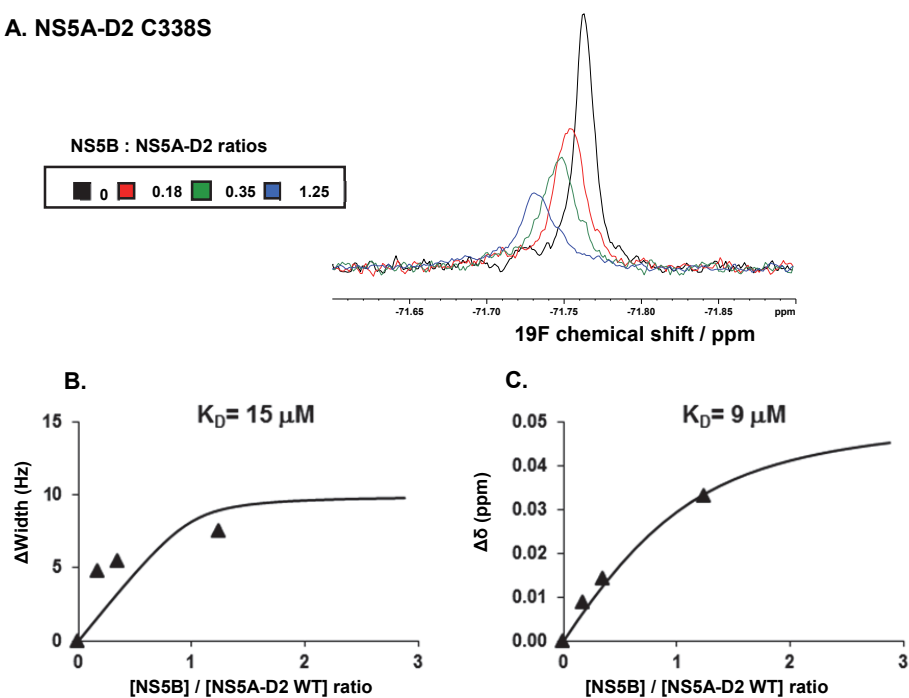 A. NS5A-D2 C338S
NS5B : NS5A-D2 ratios
0 0.18 0.35 1.25
-71.65 -71.70 -71.75 -71.80 -71.85 ppm
19F chemical shift / ppm
B.
KD= 15 μM
15
10
5
0
ΔWidth (Hz)
0 1 2 3
[NS5B] / [NS5A-D2 WT] ratio
C.
KD= 9 μM
0.05
0.04
0.03
0.02
0.01
0.00
Δδ (ppm)
0 1 2 3
[NS5B] / [NS5A-D2 WT] ratio